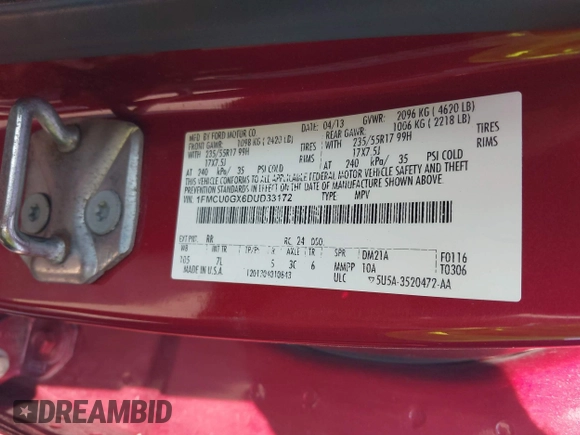 MFD. BY FORD MOTOR CO. DATE: 04/13 GVWR: 2096 KG ( 4620 LB)
FRONT GAWR: 1098 KG ( 2420 LB) REAR GAWR: 1006 KG ( 2218 LB)
WITH 235/55R17 99H TIRES WITH 235/55R17 99H TIRES
17X7.5J RIMS 17X7.5J RIMS
AT 240 kPa/ 35 PSI COLD AT 240 kPa/ 35 PSI COLD
THIS VEHICLE CONFORMS TO ALL APPLICABLE FEDERAL MOTOR VEHICLE SAFETY AND BUMPER
STANDARDS IN EFFECT ON THE DATE OF MANUFACTURE SHOWN ABOVE.
VIN: 1FMCU0GX6DUD33172 TYPE: MPV
EXT PNT: RR RC: 24 DSO:
WB INT TR TP/PS R AXLE TR SPR DM21A F0116
105 7L 5 3C 6 MMPP 10A T0306
MADE IN U.S.A. ULC 5U5A-3520472-AA
DREAMBID